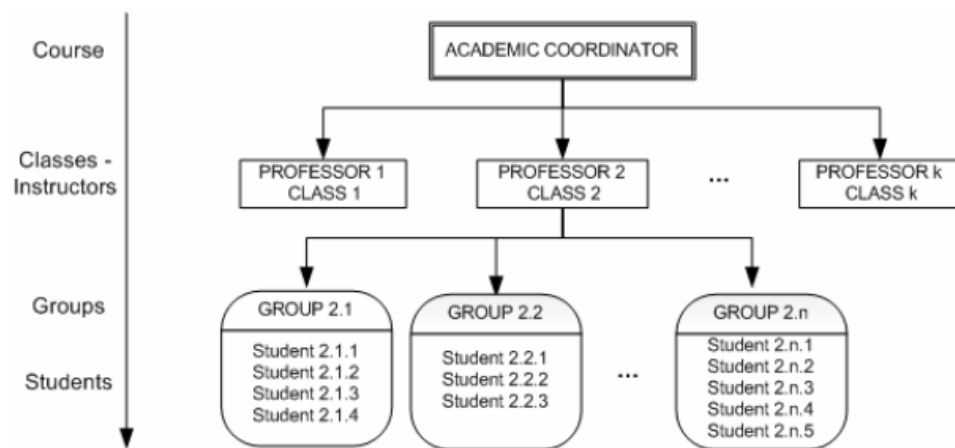 Course
ACADEMIC COORDINATOR
Classes -
Instructors
PROFESSOR 1
CLASS 1
PROFESSOR 2
CLASS 2
...
PROFESSOR k
CLASS k
Groups
GROUP 2.1
GROUP 2.2
GROUP 2.n
Students
Student 2.1.1
Student 2.1.2
Student 2.1.3
Student 2.1.4
Student 2.2.1
Student 2.2.2
Student 2.2.3
...
Student 2.n.1
Student 2.n.2
Student 2.n.3
Student 2.n.4
Student 2.n.5